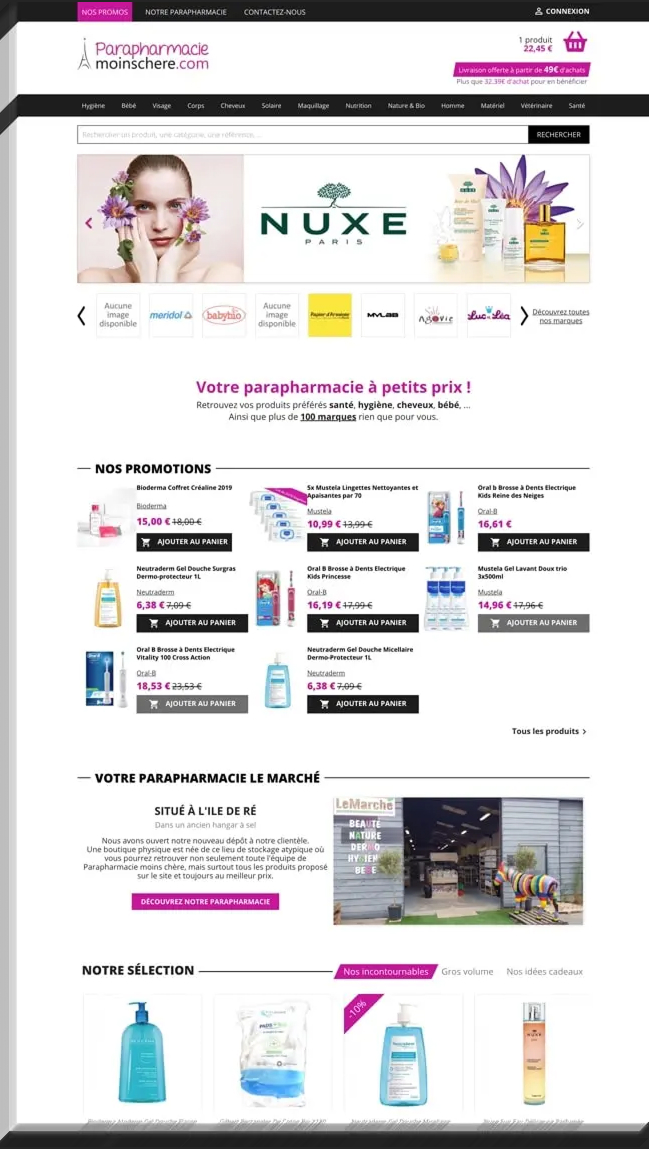 NOS PROMOS NOTRE PARAPHARMACIE CONTACTEZ-NOUS CONNEXION
Parapharmacie
moinschere.com
1 produit
22,45 €
Livraison offerte à partir de 49€ d'achats
Plus que 32.39€ d'achat pour en bénéficier
Hygiène Bébé Visage Corps Cheveux Solaire Maquillage Nutrition Nature & Bio Homme Matériel Vétérinaire Santé
Rechercher un produit, une catégorie, une référence, ... RECHERCHER
NUXE
PARIS
Aucune image disponible
meridol
babybio
Aucune image disponible
Papier d'Arménie
MYLAB
Luc et Léa
Découvrez toutes
nos marques
Votre parapharmacie à petits prix !
Retrouvez vos produits préférés santé, hygiène, cheveux, bébé, ...
Ainsi que plus de 100 marques rien que pour vous.
NOS PROMOTIONS
Bioderma Coffret Créaline 2019
Bioderma
15,00 € 18,00 €
AJOUTER AU PANIER
5x Mustela Lingettes Nettoyantes et
Apaisantes par 70
Mustela
10,99 € 13,99 €
AJOUTER AU PANIER
Oral b Brosse à Dents Electrique
Kids Reine des Neiges
Oral-B
16,61 €
AJOUTER AU PANIER
Neutraderm Gel Douche Surgras
Dermo-protecteur 1L
Neutraderm
6,38 € 7,09 €
AJOUTER AU PANIER
Oral B Brosse à Dents Electrique
Kids Princesse
Oral-B
16,19 € 17,99 €
AJOUTER AU PANIER
Mustela Gel Lavant Doux trio
3x500ml
Mustela
14,96 € 17,96 €
AJOUTER AU PANIER
Oral B Brosse à Dents Electrique
Vitality 100 Cross Action
Oral-B
18,53 € 23,53 €
AJOUTER AU PANIER
Neutraderm Gel Douche Micellaire
Dermo-Protecteur 1L
Neutraderm
6,38 € 7,09 €
AJOUTER AU PANIER
Tous les produits >
VOTRE PARAPHARMACIE LE MARCHÉ
SITUÉ À L'ILE DE RÉ
Dans un ancien hangar à sel
Nous avons ouvert notre nouveau dépôt à notre clientèle.
Une boutique physique est née de ce lieu de stockage atypique où
vous pourrez retrouver non seulement toute l'équipe de
Parapharmacie moins chère, mais surtout tous les produits proposé
sur le site et toujours au meilleur prix.
DÉCOUVREZ NOTRE PARAPHARMACIE
LeMarché
BEAUTÉ
NATURE
DERMO
HYGIEN
BEBE
NOTRE SÉLECTION Nos incontournables Gros volume Nos idées cadeaux
-10%
NUXE